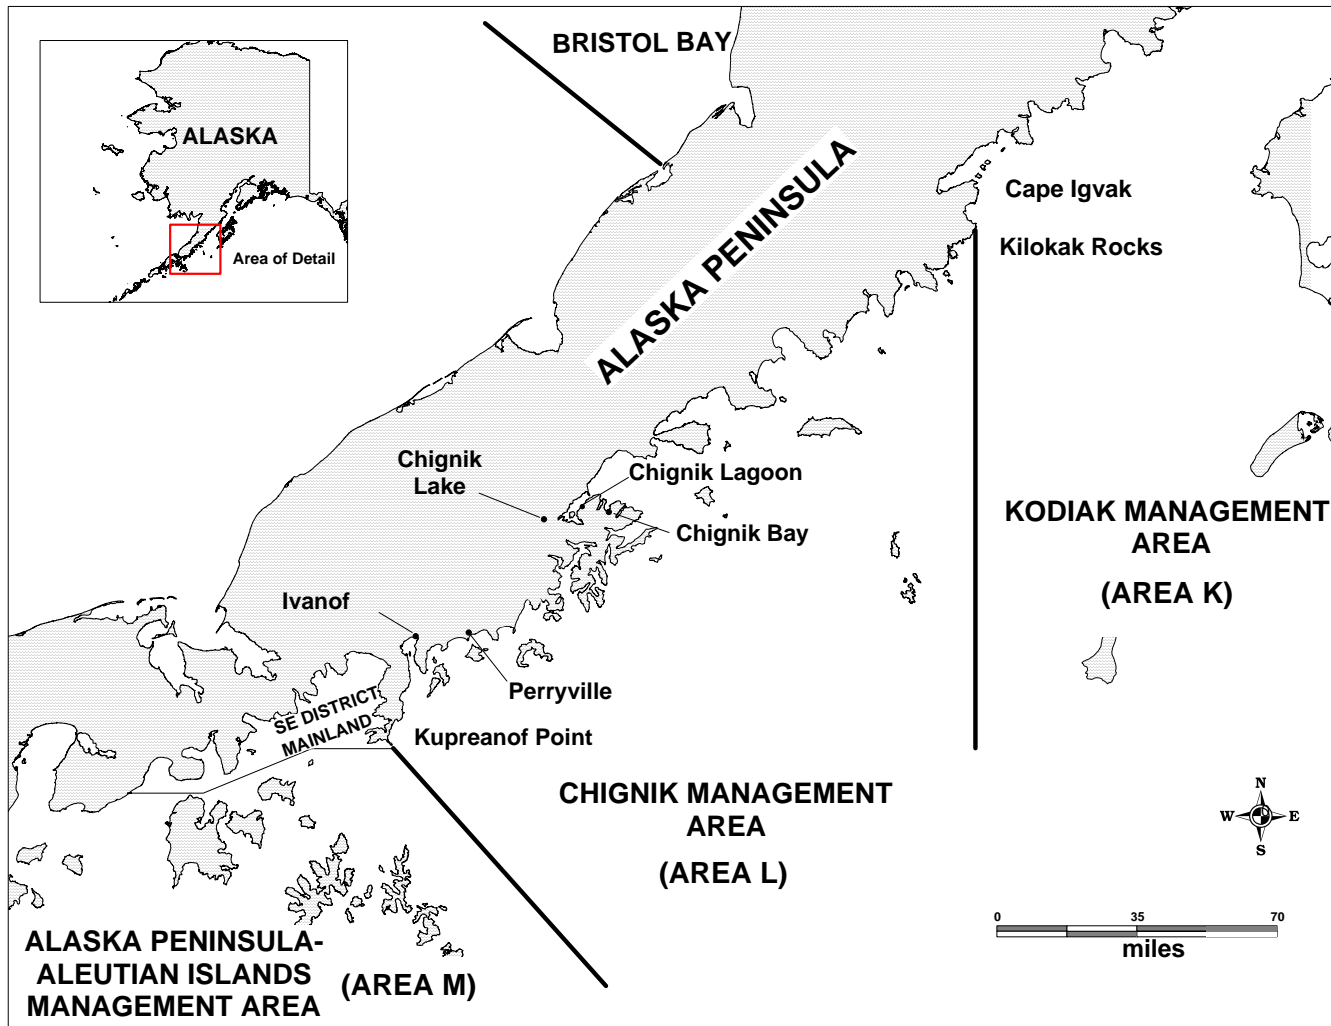 BRISTOL BAY
ALASKA
Area of Detail
ALASKA PENINSULA
Cape Igvak
Kilokak Rocks
Chignik
Lake
Chignik Lagoon
Chignik Bay
KODIAK MANAGEMENT
AREA
(AREA K)
Ivanof
Perryville
SE DISTRICT
MAINLAND
Kupreanof Point
CHIGNIK MANAGEMENT
AREA
(AREA L)
N
W E
S
0 35 70
miles
ALASKA PENINSULA-
ALEUTIAN ISLANDS
MANAGEMENT AREA
(AREA M)